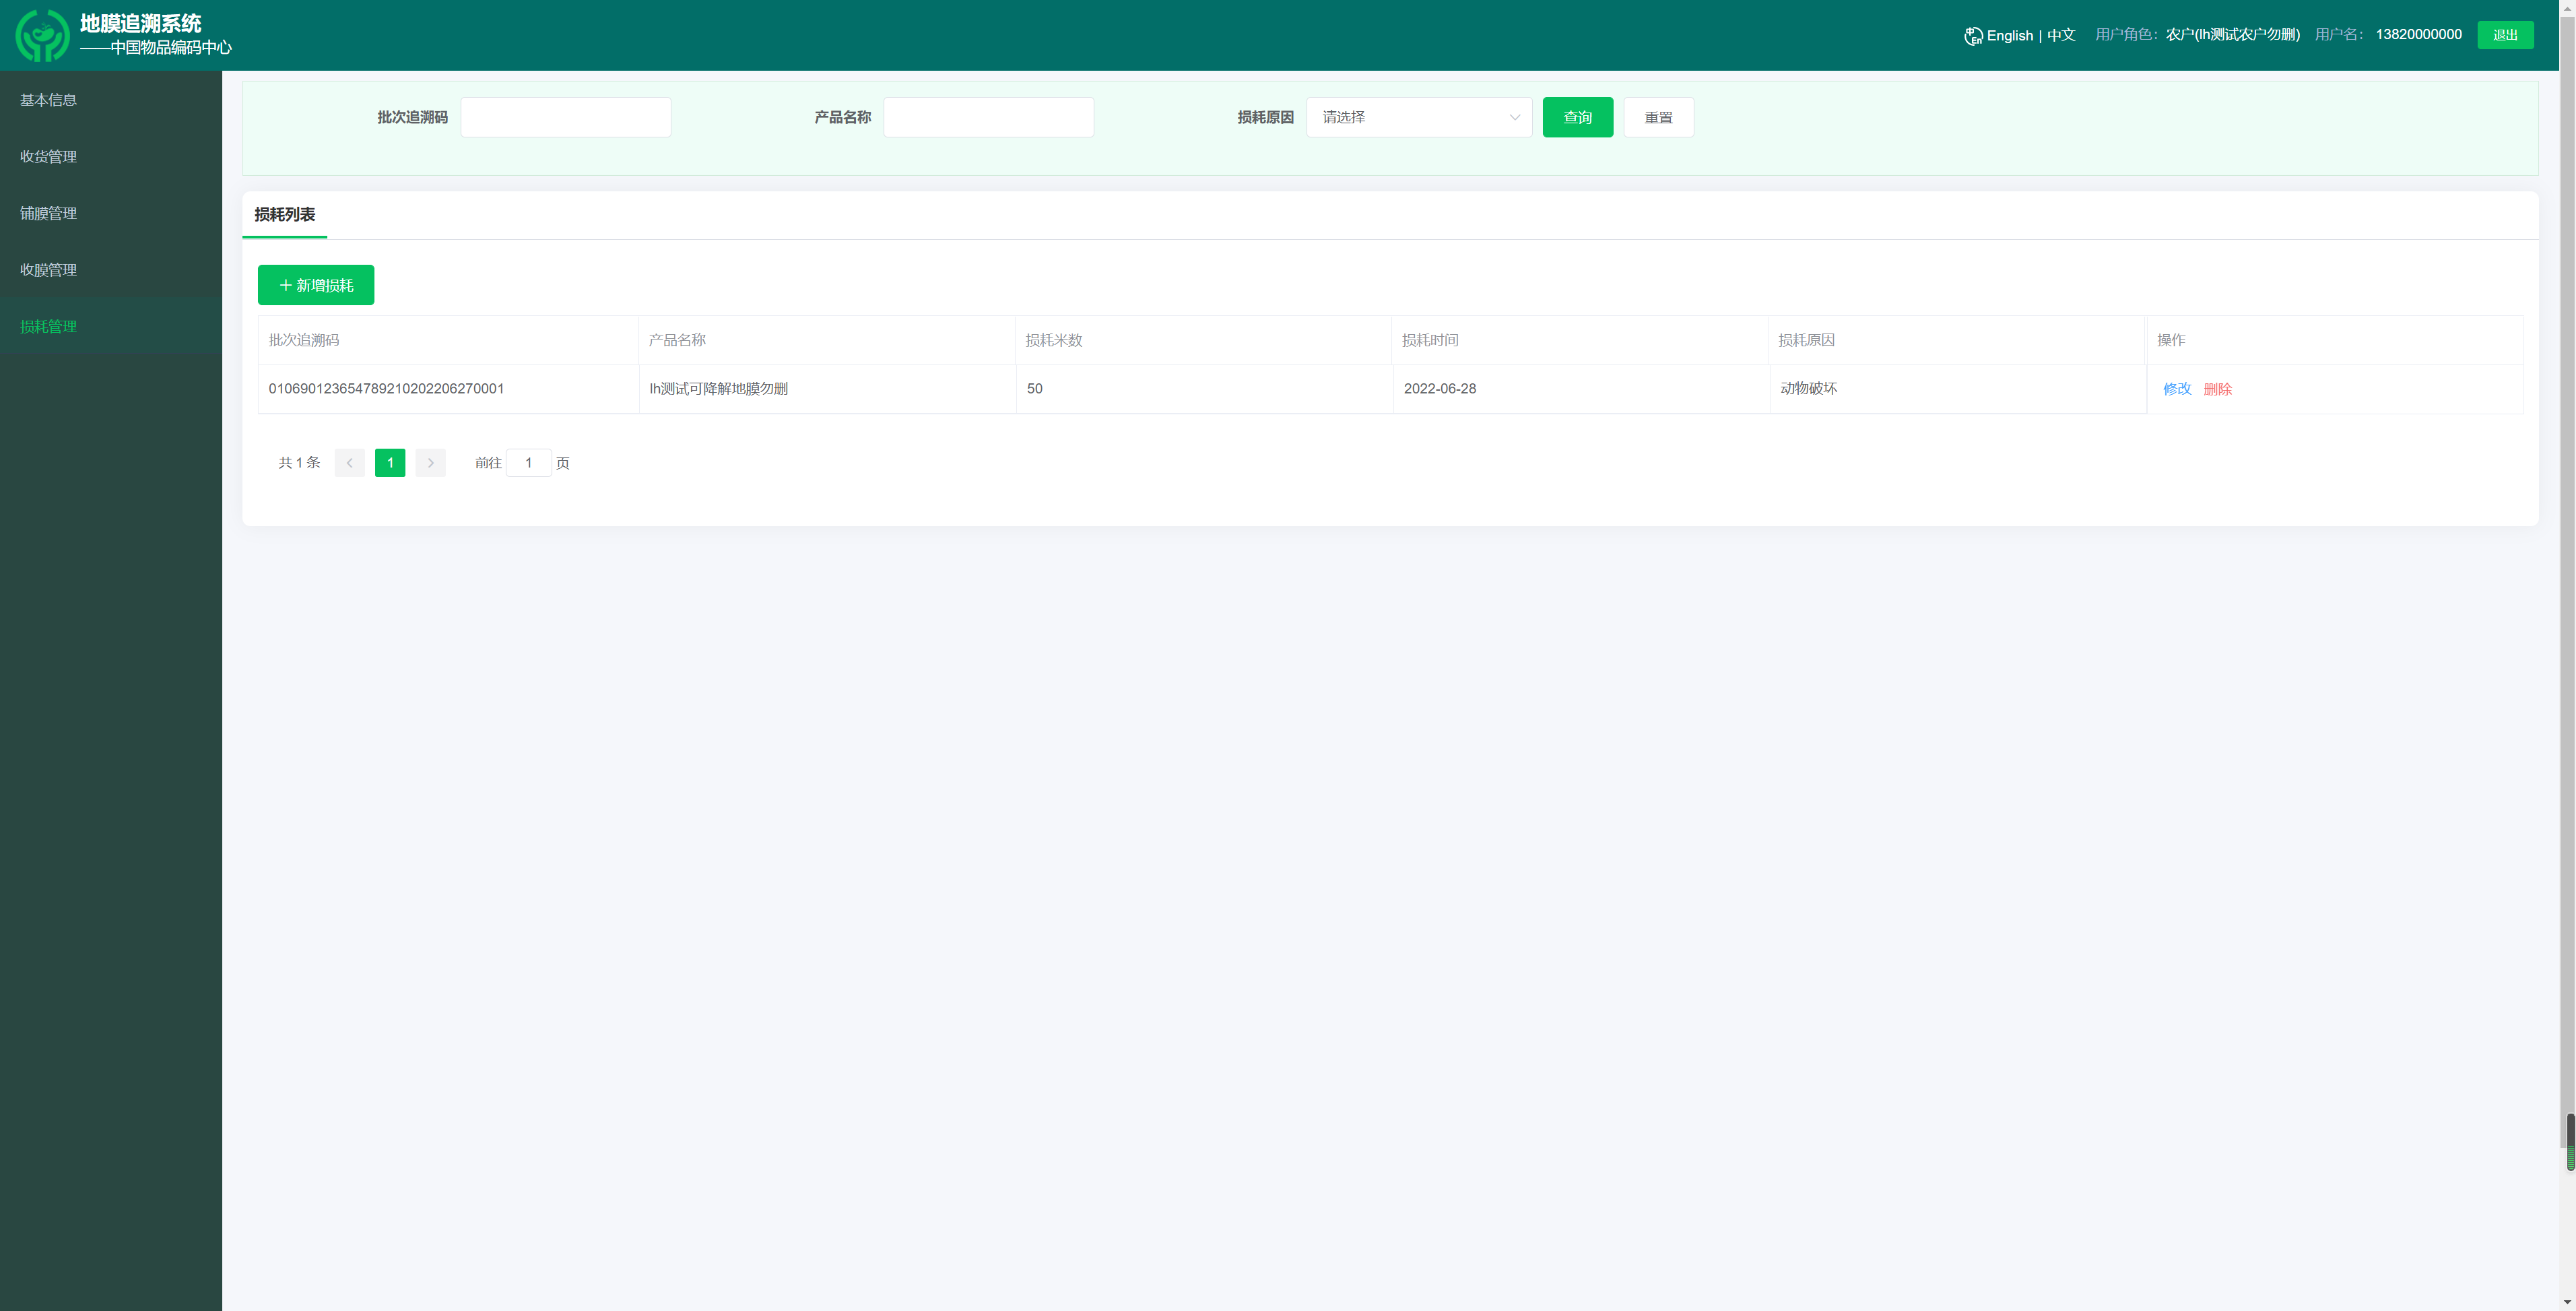 地膜追溯系统
——中国物品编码中心
English | 中文 用户角色: 农户(lh测试农户勿删) 用户名: 13820000000 退出
基本信息
收货管理
铺膜管理
收膜管理
损耗管理
批次追溯码 产品名称 损耗原因 请选择 查询 重置
损耗列表
+ 新增损耗
批次追溯码 产品名称 损耗米数 损耗时间 损耗原因 操作
010690123654789210202206270001 lh测试可降解地膜勿删 50 2022-06-28 动物破坏 修改 删除
共 1 条 < 1 > 前往 1 页